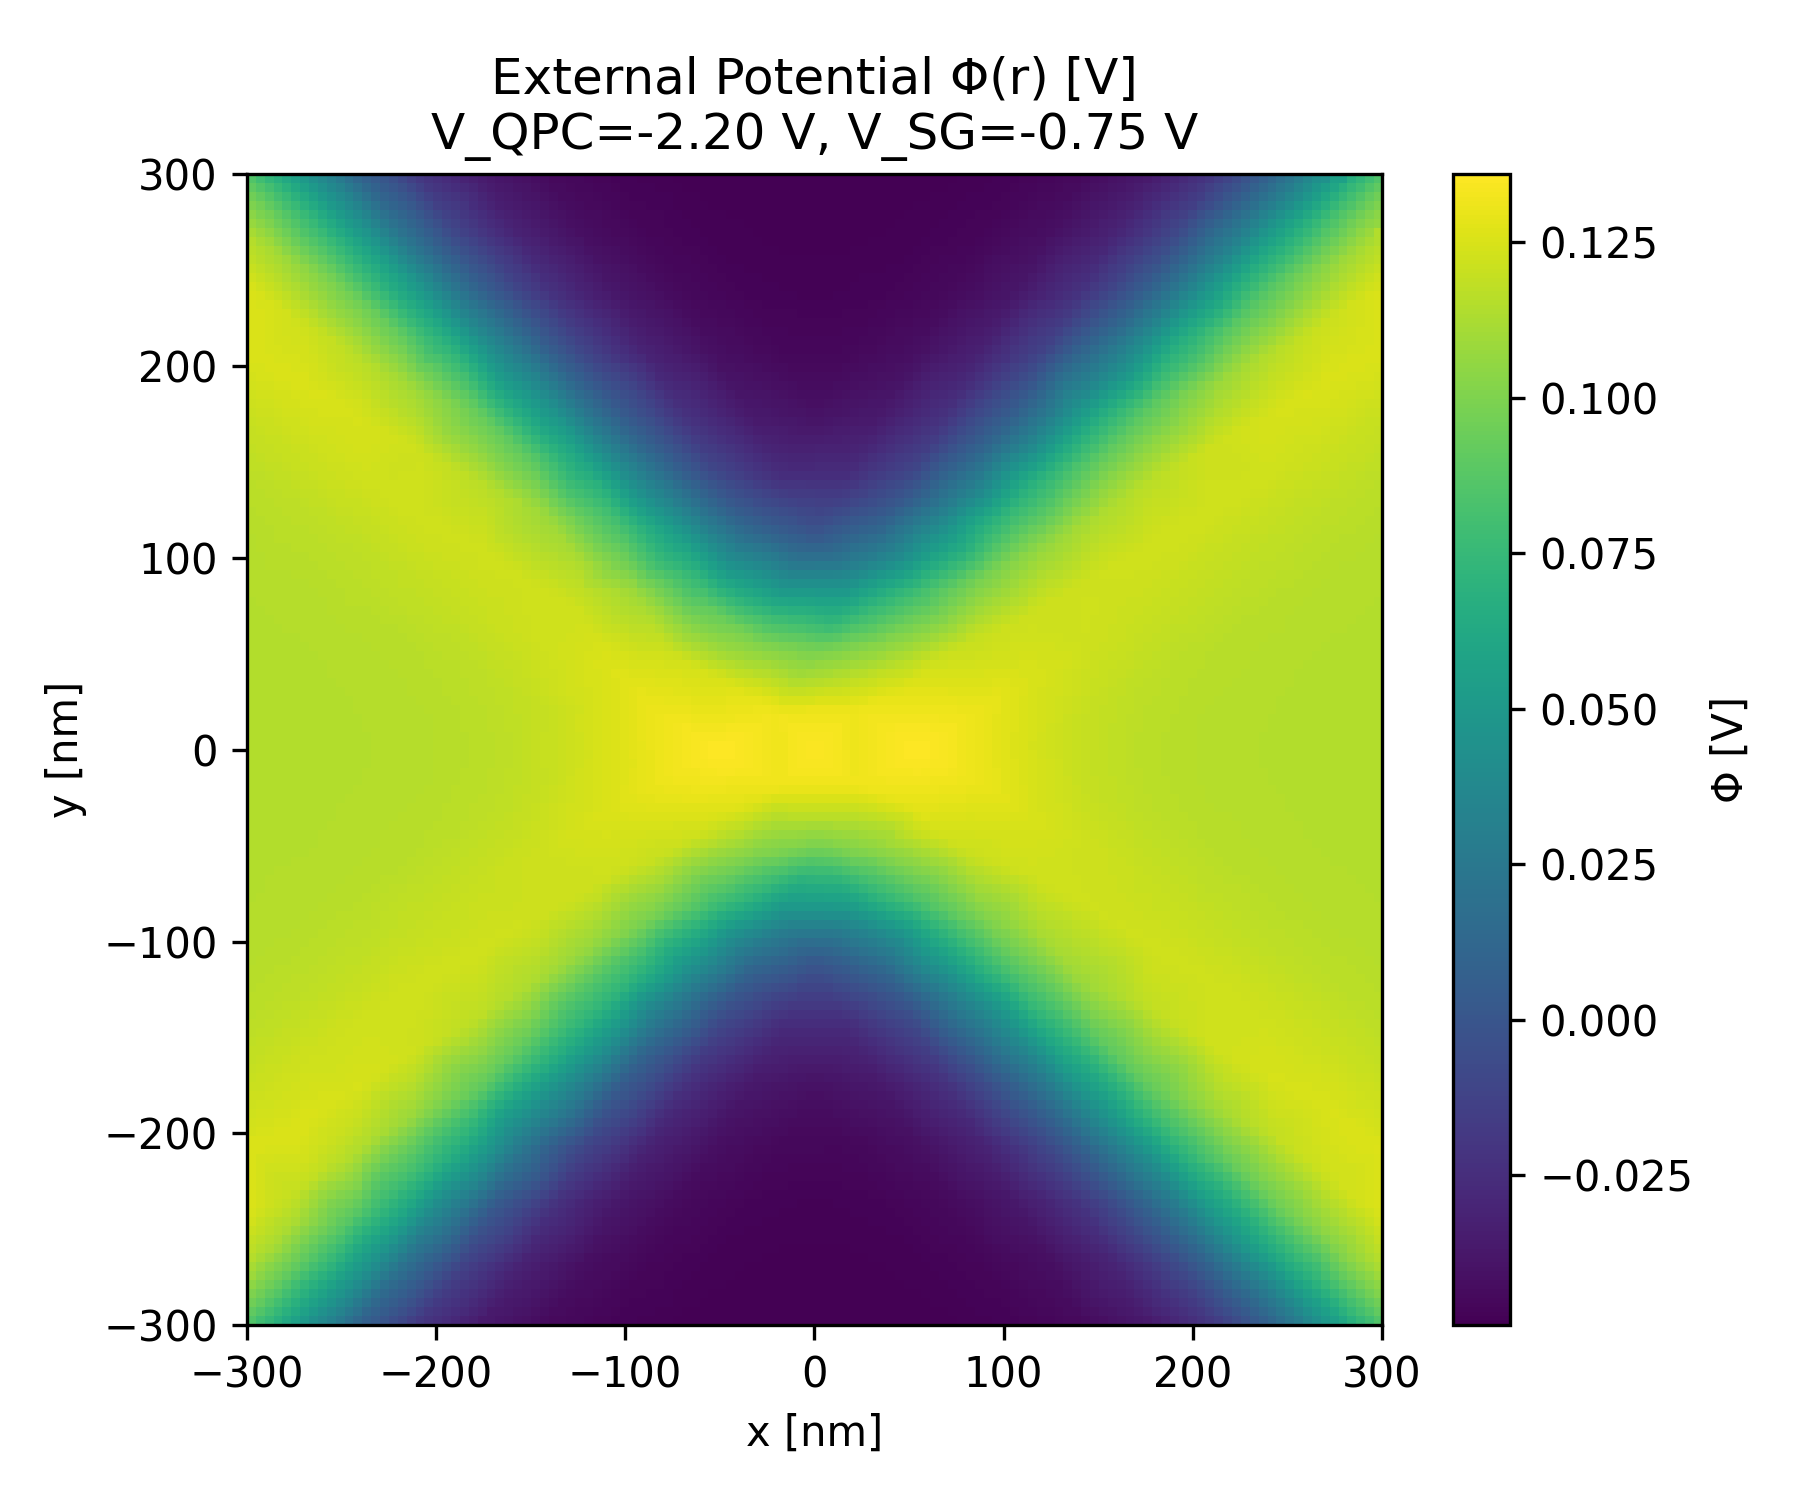 External Potential Φ(r) [V]
V_QPC=-2.20 V, V_SG=-0.75 V
300
200
100
0
−100
−200
−300
y [nm]
−300 −200 −100 0 100 200 300
x [nm]
0.125
0.100
0.075
0.050
0.025
0.000
−0.025
Φ [V]